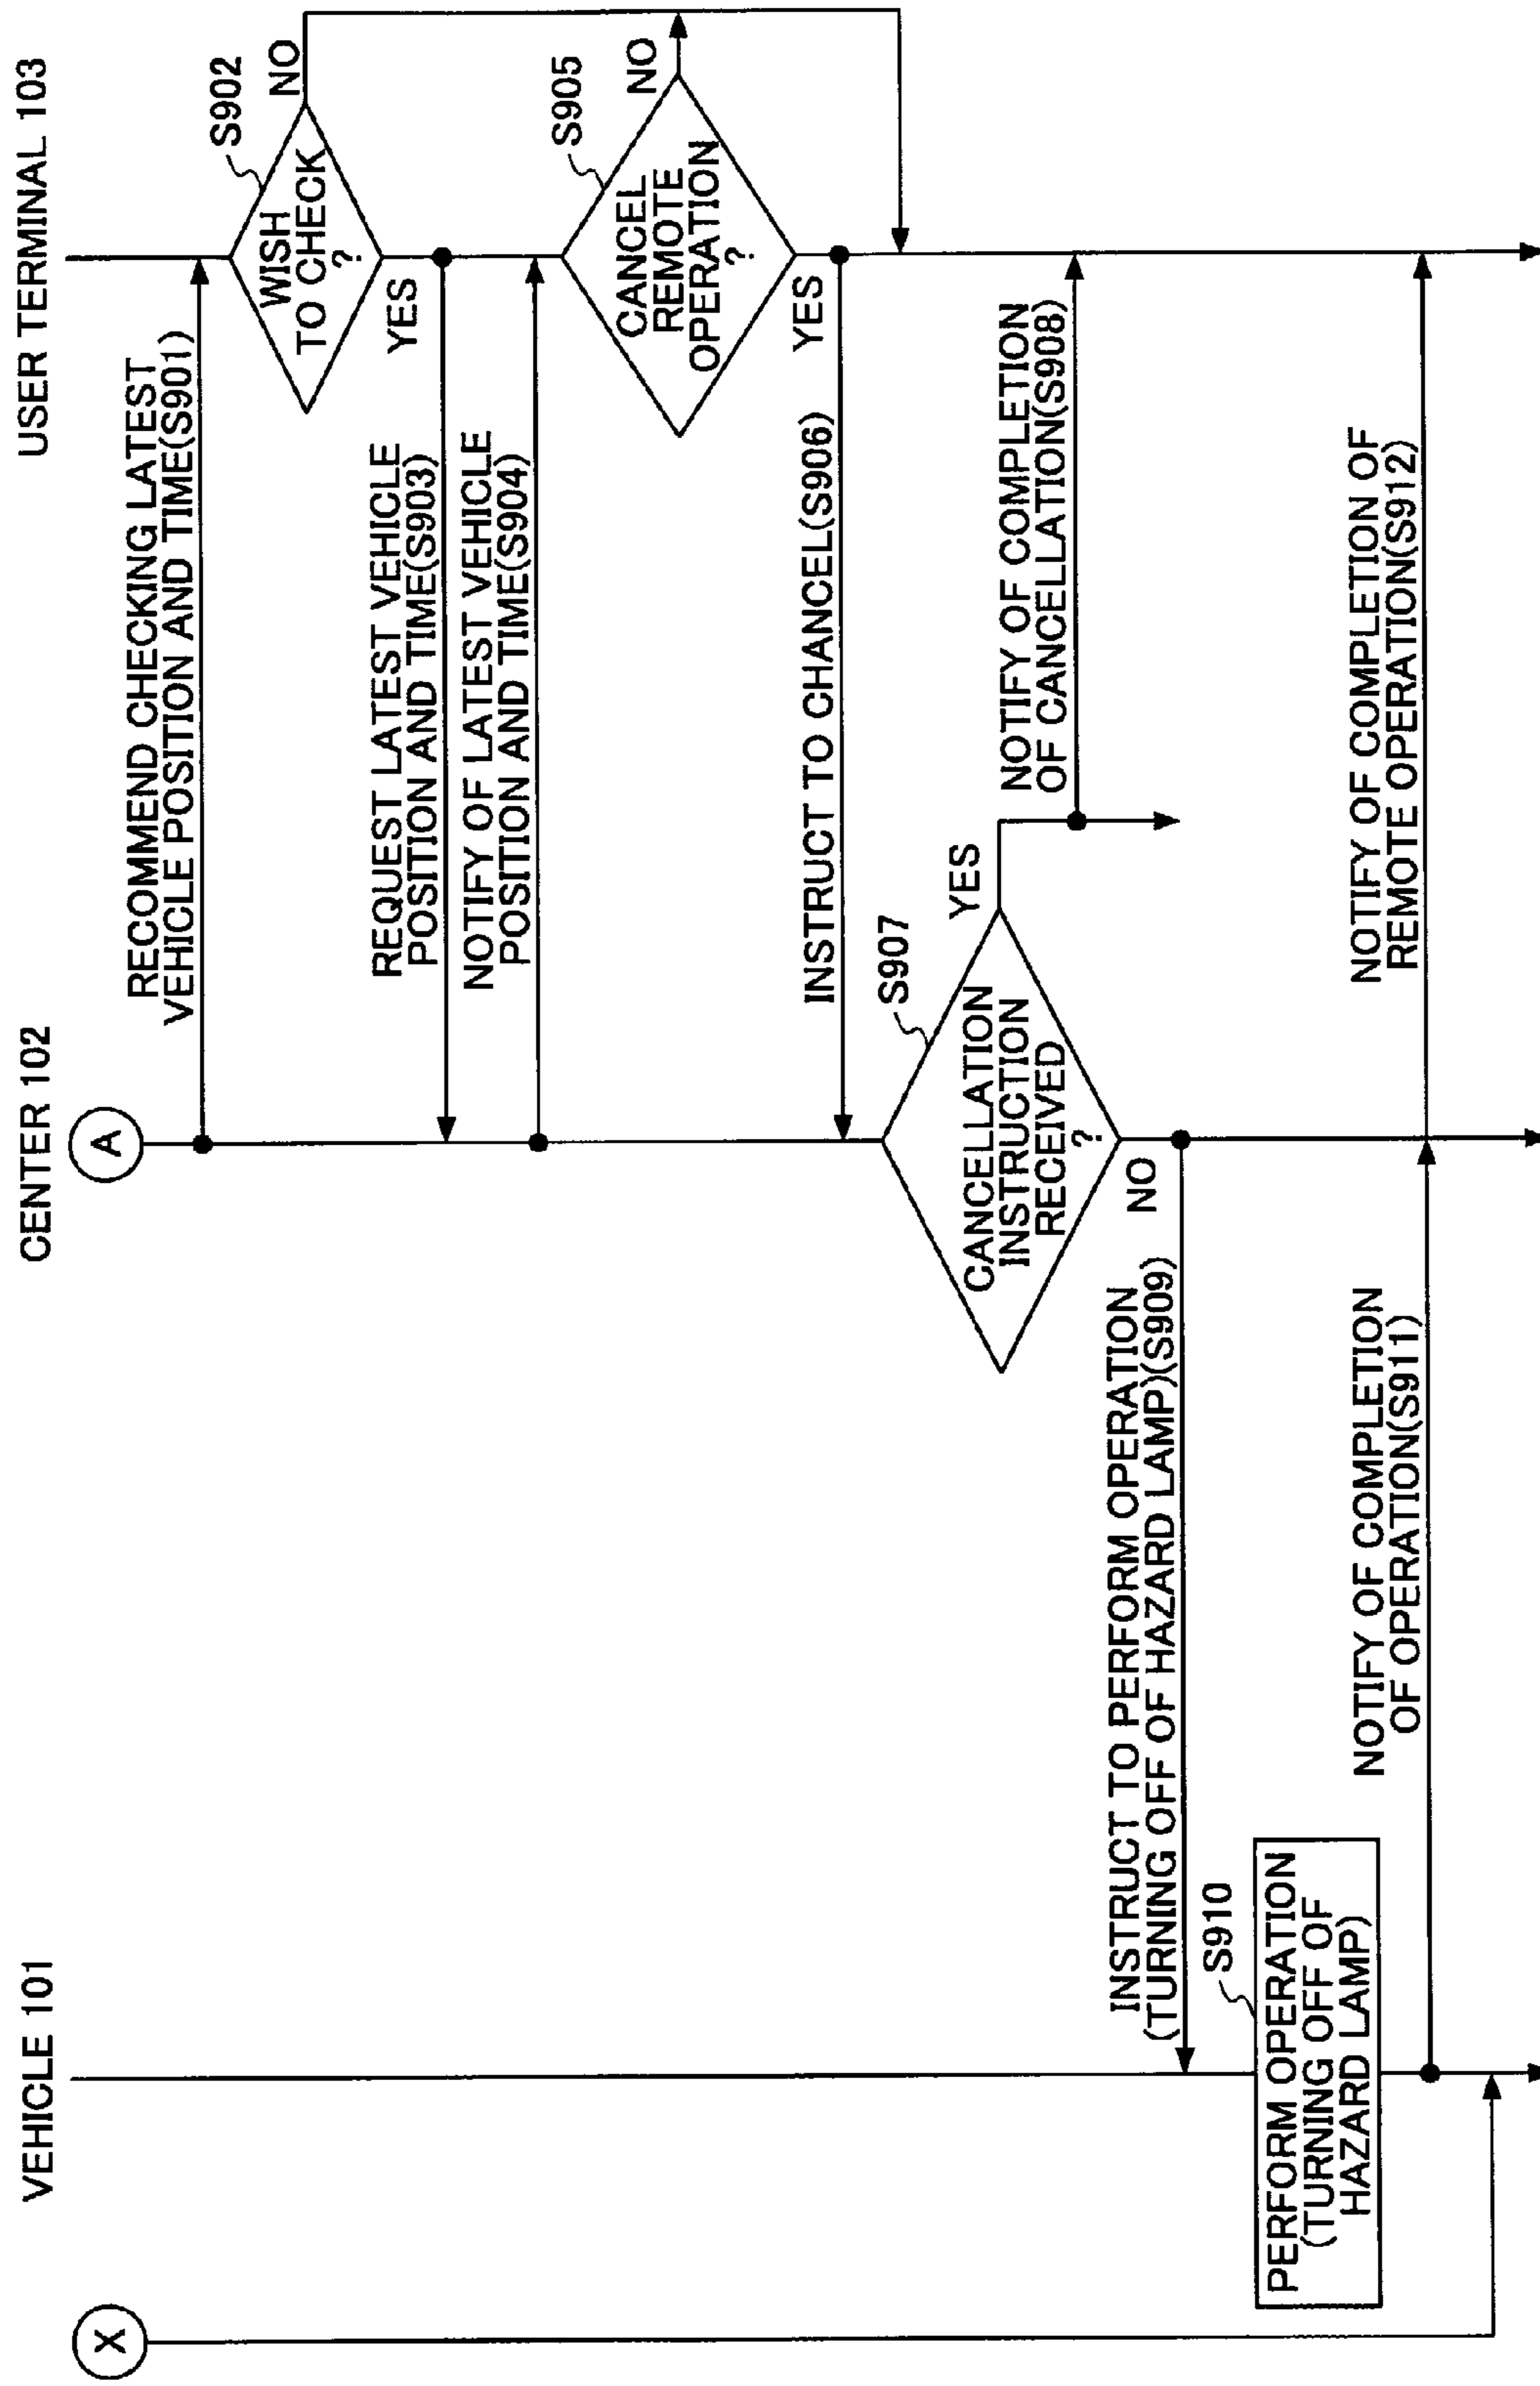 VEHICLE 101
CENTER 102
USER TERMINAL 103
X
A
RECOMMEND CHECKING LATEST
VEHICLE POSITION AND TIME(S901)
S902
WISH
TO CHECK
?
NO
YES
REQUEST LATEST VEHICLE
POSITION AND TIME(S903)
NOTIFY OF LATEST VEHICLE
POSITION AND TIME(S904)
S905
CANCEL
REMOTE
OPERATION
?
NO
YES
INSTRUCT TO CHANCEL(S906)
S907
CANCELLATION
INSTRUCTION
RECEIVED
?
YES
NO
NOTIFY OF COMPLETION
OF CANCELLATION(S908)
INSTRUCT TO PERFORM OPERATION
(TURNING OFF OF HAZARD LAMP)(S909)
S910
PERFORM OPERATION
(TURNING OFF OF
HAZARD LAMP)
NOTIFY OF COMPLETION
OF OPERATION(S911)
NOTIFY OF COMPLETION OF
REMOTE OPERATION(S912)